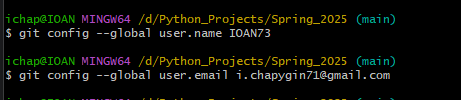 ichap@IOAN MINGW64 /d/Python_Projects/Spring_2025 (main)
$ git config --global user.name IOAN73
ichap@IOAN MINGW64 /d/Python_Projects/Spring_2025 (main)
$ git config --global user.email i.chapygin71@gmail.com